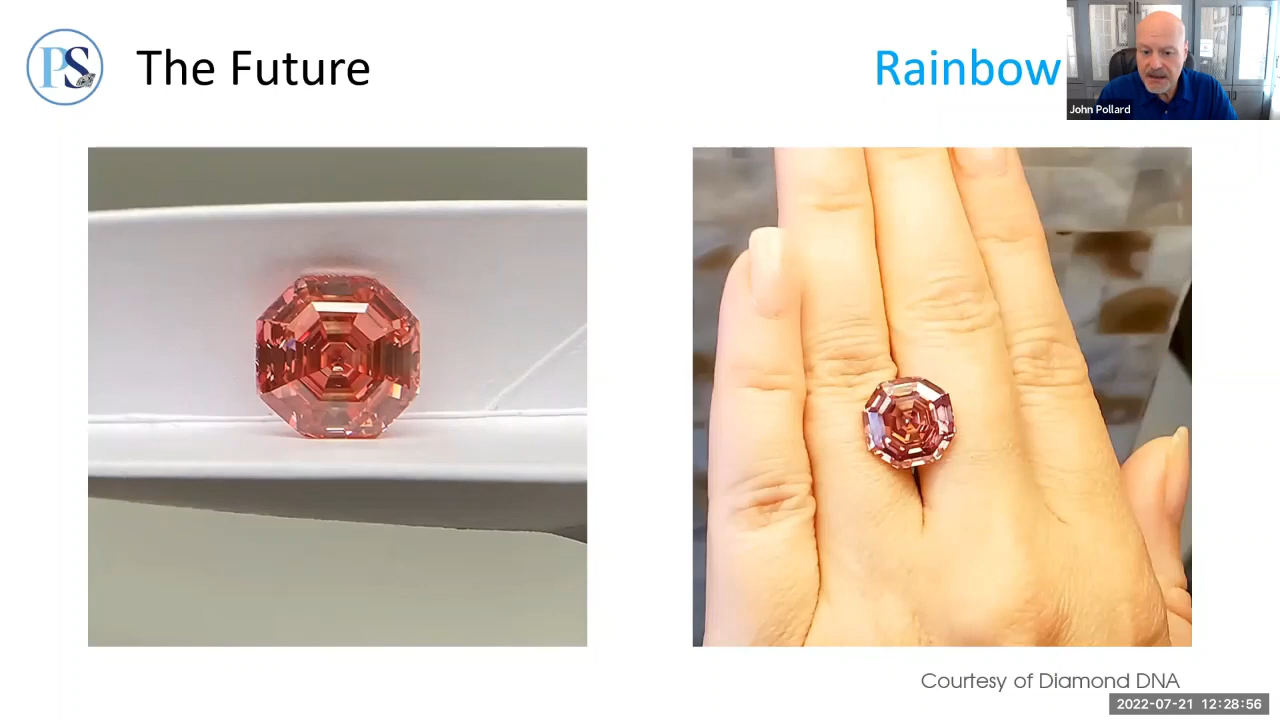 PS
The Future
Rainbow
John Pollard
Courtesy of Diamond DNA
2022-07-21 12:28:56